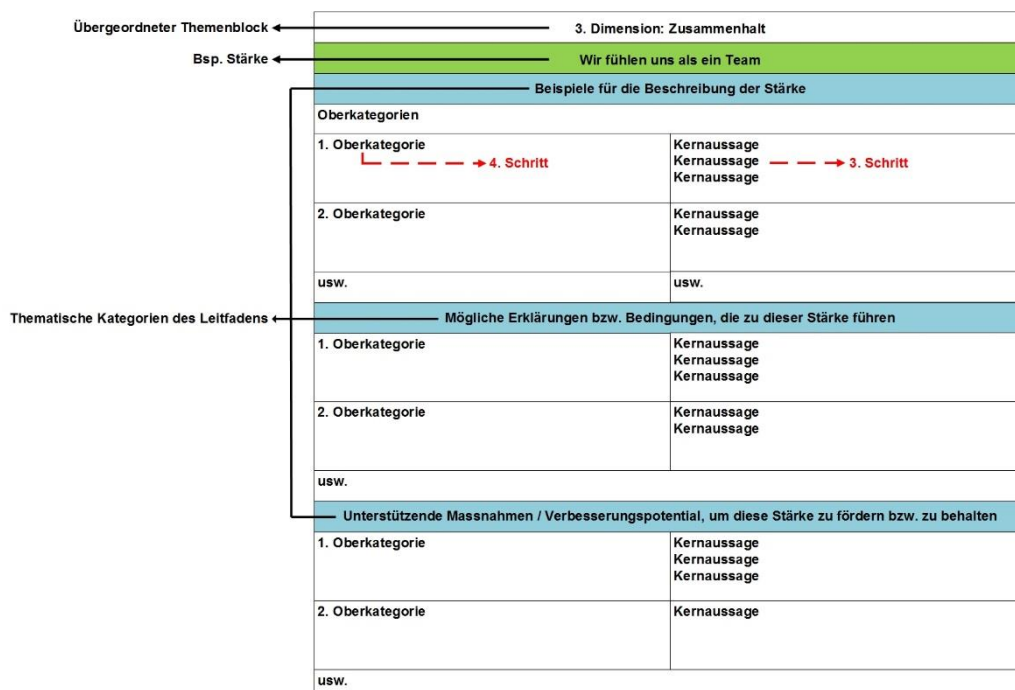 Übergeordneter Themenblock
3. Dimension: Zusammenhalt
Bsp. Stärke
Wir fühlen uns als ein Team
Beispiele für die Beschreibung der Stärke
Oberkategorien
1. Oberkategorie
4. Schritt
Kernaussage
Kernaussage
3. Schritt
Kernaussage
2. Oberkategorie
Kernaussage
Kernaussage
usw.
usw.
Thematische Kategorien des Leitfadens
Mögliche Erklärungen bzw. Bedingungen, die zu dieser Stärke führen
1. Oberkategorie
Kernaussage
Kernaussage
Kernaussage
2. Oberkategorie
Kernaussage
Kernaussage
usw.
Unterstützende Massnahmen / Verbesserungspotential, um diese Stärke zu fördern bzw. zu behalten
1. Oberkategorie
Kernaussage
Kernaussage
Kernaussage
2. Oberkategorie
Kernaussage
usw.